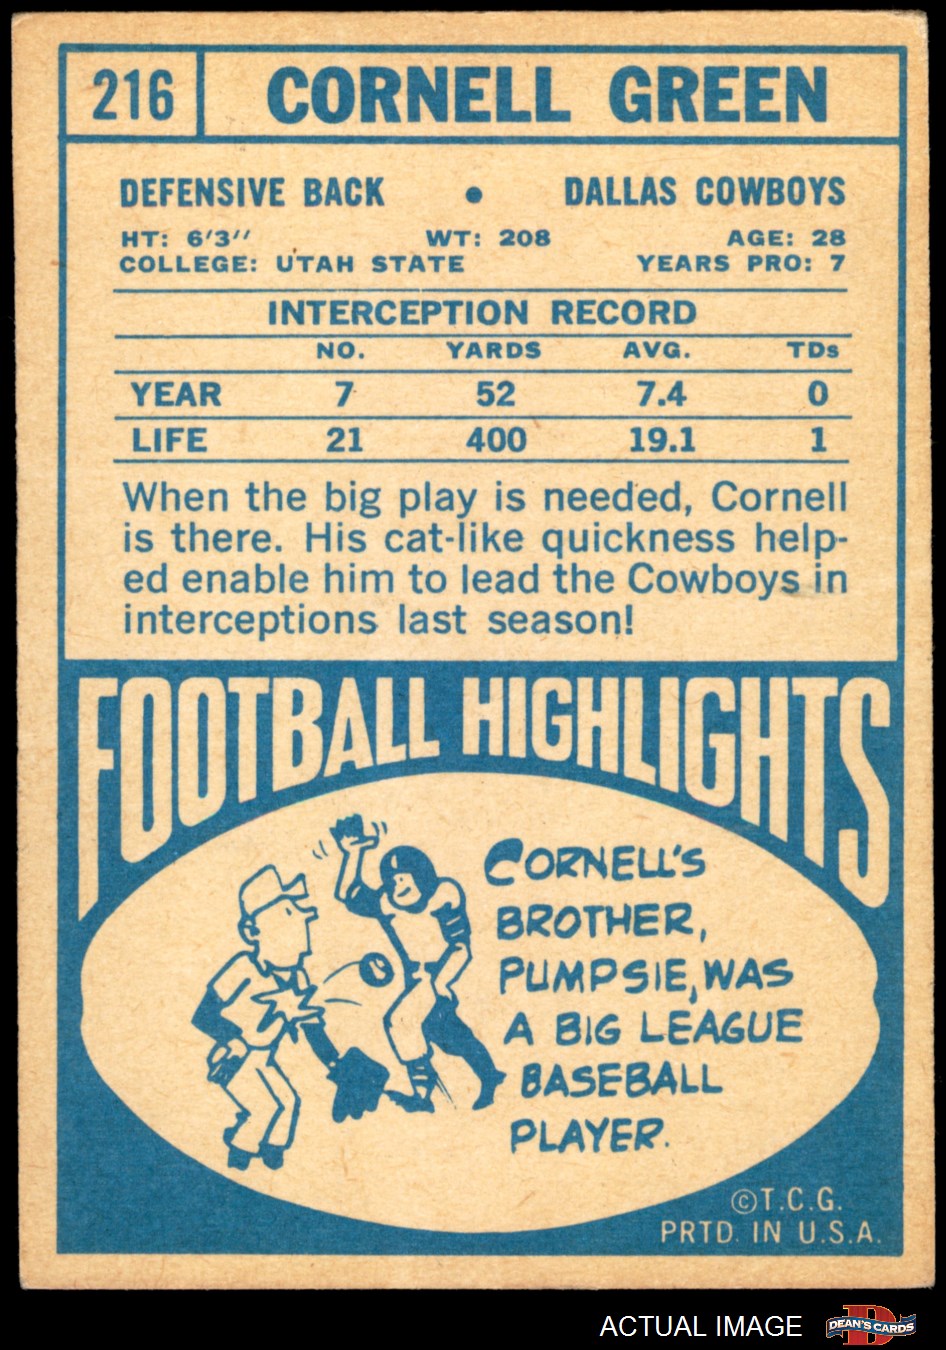 216 CORNELL GREEN
DEFENSIVE BACK • DALLAS COWBOYS
HT: 6'3" WT: 208 AGE: 28
COLLEGE: UTAH STATE YEARS PRO: 7
INTERCEPTION RECORD
NO. YARDS AVG. TDs
YEAR 7 52 7.4 0
LIFE 21 400 19.1 1
When the big play is needed, Cornell
is there. His cat-like quickness help-
ed enable him to lead the Cowboys in
interceptions last season!
FOOTBALL HIGHLIGHTS
CORNELL'S
BROTHER,
PUMPSIE, WAS
A BIG LEAGUE
BASEBALL
PLAYER.
©T.C.G.
PRTD. IN U.S.A.
ACTUAL IMAGE
DEAN'S CARDS